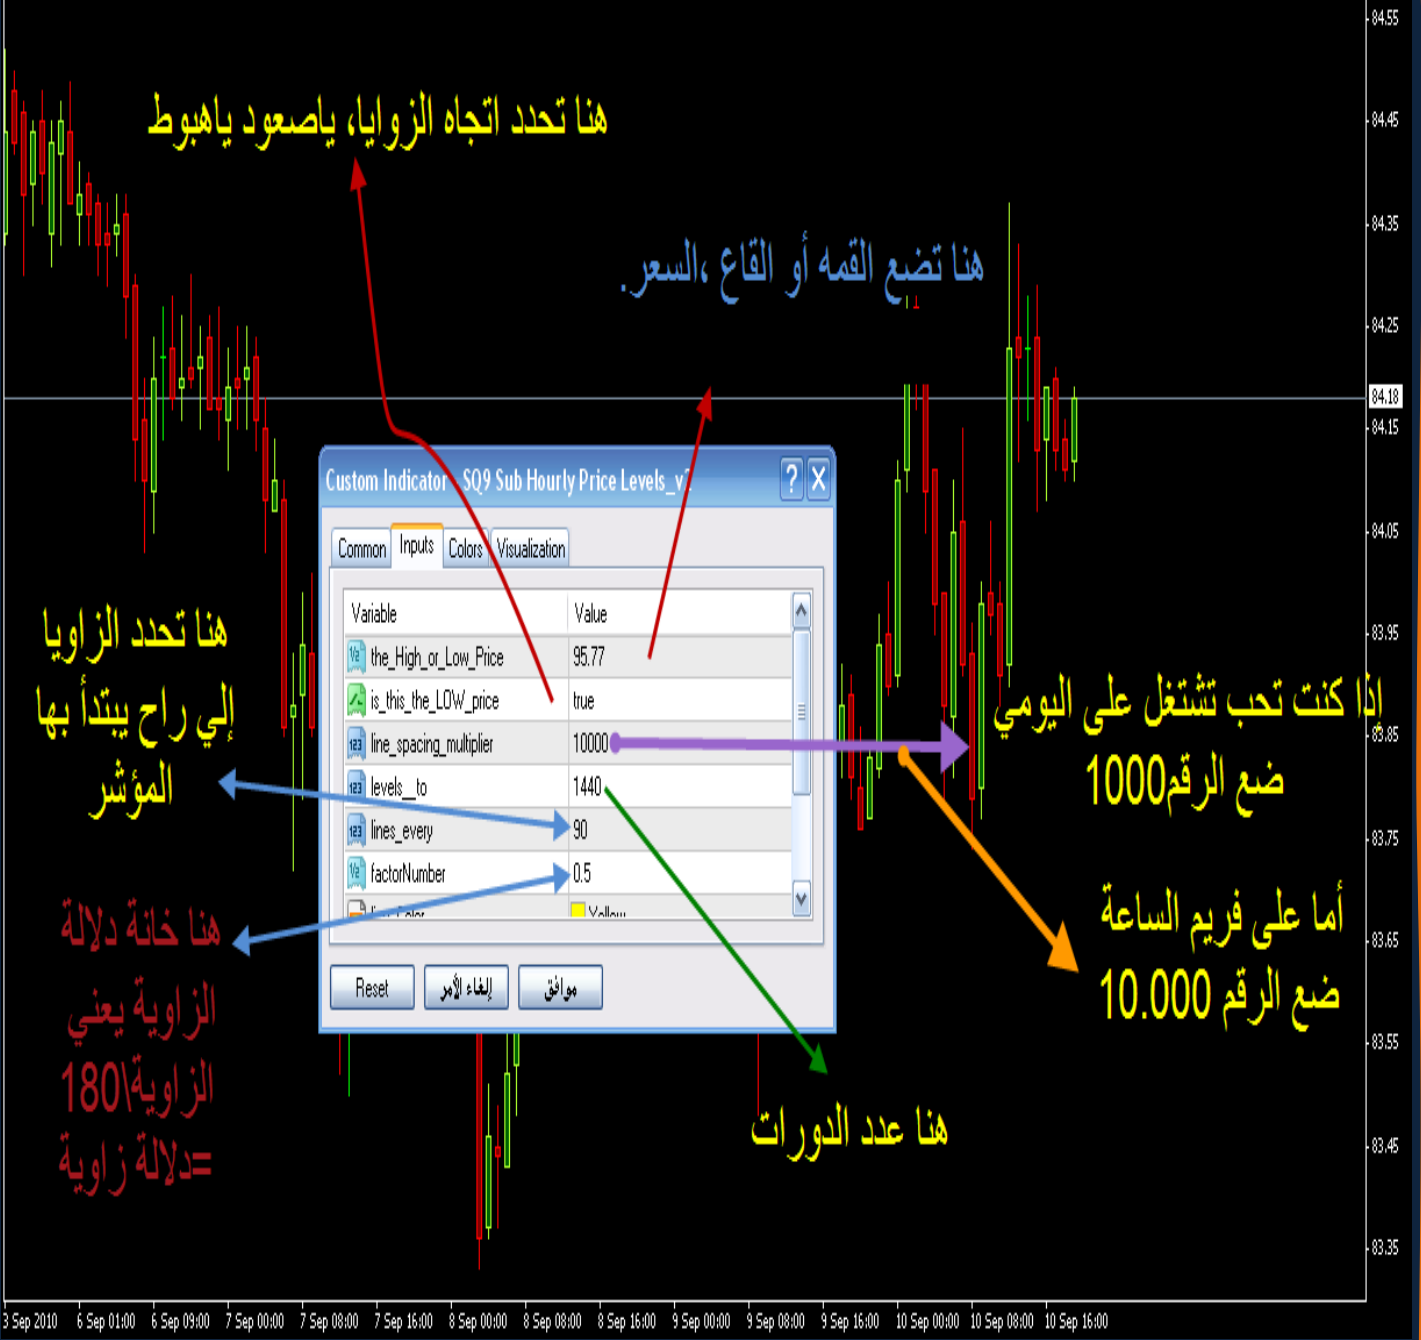 هنا تحدد اتجاه الزوايا، ياصعود ياهبوط
هنا تضع القمه أو القاع ،السعر.
Custom Indicator - SQ9 Sub Hourly Price Levels_v2
Common
Inputs
Colors
Visualization
Variable Value
the_High_or_Low_Price 95.77
is_this_the_LOW_price true
line_spacing_multiplier 10000
levels__to 1440
lines_every 90
factorNumber 0.5
Yellow
Reset
إلغاء الأمر
موافق
هنا تحدد الزاويا
إلي راح يبتدأ بها
المؤشر
هنا خانة دلالة
الزاوية يعني
الزاوية\180
=دلالة زاوية
إذا كنت تحب تشتغل على اليومي
ضع الرقم1000
أما على فريم الساعة
ضع الرقم 10.000
هنا عدد الدورات
84.55
84.45
84.35
84.25
84.18
84.15
84.05
83.95
83.85
83.75
83.65
83.55
83.45
83.35
3 Sep 2010
6 Sep 01:00
6 Sep 09:00
7 Sep 00:00
7 Sep 08:00
7 Sep 16:00
8 Sep 00:00
8 Sep 08:00
8 Sep 16:00
9 Sep 00:00
9 Sep 08:00
9 Sep 16:00
10 Sep 00:00
10 Sep 08:00
10 Sep 16:00